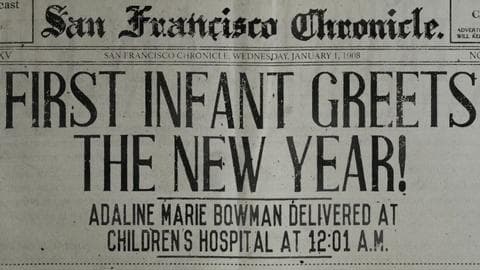 San Francisco Chronicle.
SAN FRANCISCO CHRONICLE, WEDNESDAY, JANUARY 1, 1908
FIRST INFANT GREETS
THE NEW YEAR!
ADALINE MARIE BOWMAN DELIVERED AT
CHILDREN'S HOSPITAL AT 12:01 A.M.